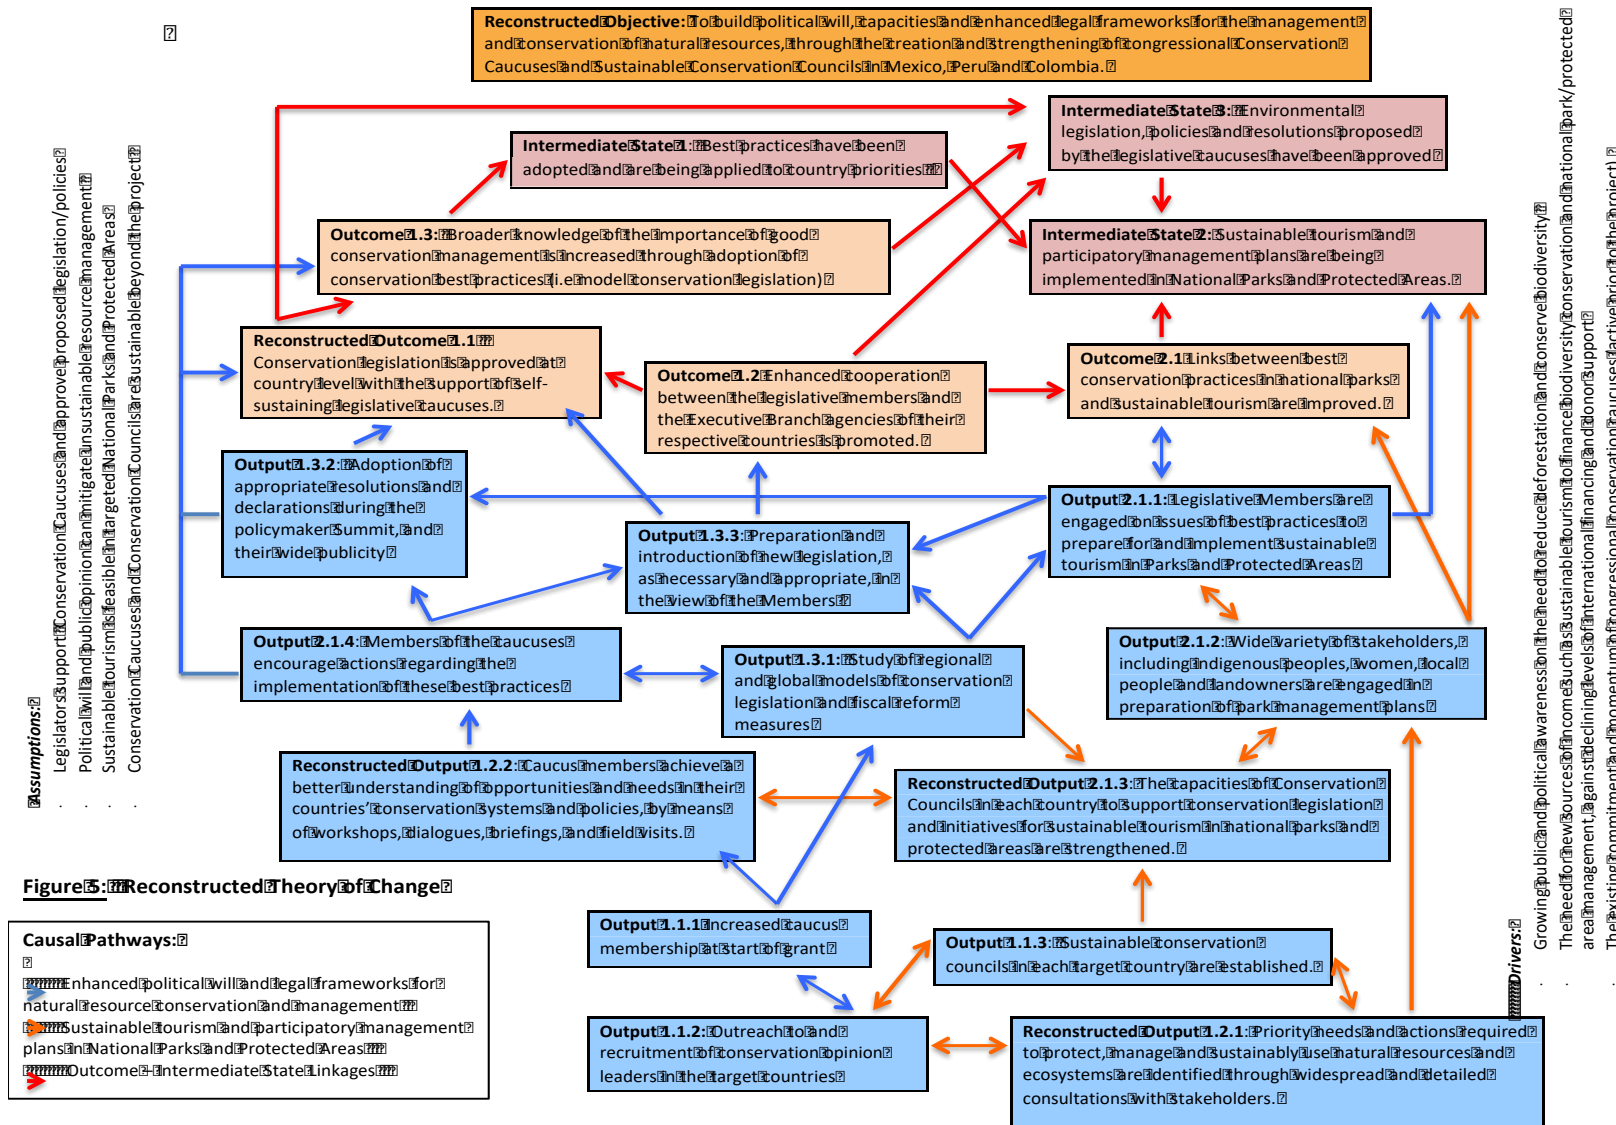 Reconstructed Objective: To build political will, capacities and enhanced legal frameworks for the management
and conservation of natural resources, through the creation and strengthening of congressional Conservation
Caucuses and Sustainable Conservation Councils in Mexico, Peru and Colombia.
Intermediate State 3: Environmental
legislation, policies and resolutions proposed
by the legislative caucuses have been approved
Intermediate State 1: Best practices have been
adopted and are being applied to country priorities
Outcome 1.3: Broader knowledge of the importance of good
conservation management is increased through adoption of
conservation best practices (i.e model conservation legislation)
Intermediate State 2: Sustainable tourism and
participatory management plans are being
implemented in National Parks and Protected Areas.
Reconstructed Outcome 1.1
Conservation legislation is approved at
country level with the support of self-
sustaining legislative caucuses.
Outcome 1.2 Enhanced cooperation
between the legislative members and
the Executive Branch agencies of their
respective countries is promoted.
Outcome 2.1 Links between best
conservation practices in national parks
and sustainable tourism are improved.
Output 1.3.2: Adoption of
appropriate resolutions and
declarations during the
policymaker Summit, and
their wide publicity
Output 1.3.3: Preparation and
introduction of new legislation,
as necessary and appropriate, in
the view of the Members
Output 2.1.1: Legislative Members are
engaged on issues of best practices to
prepare for and implement sustainable
tourism in Parks and Protected Areas
Output 2.1.4: Members of the caucuses
encourage actions regarding the
implementation of these best practices
Output 1.3.1: Study of regional
and global models of conservation
legislation and fiscal reform
measures
Output 2.1.2: Wide variety of stakeholders,
including indigenous peoples, women, local
people and landowners are engaged in
preparation of park management plans
Reconstructed Output 1.2.2: Caucus members achieve a
better understanding of opportunities and needs in their
countries' conservation systems and policies, by means
of workshops, dialogues, briefings, and field visits.
Reconstructed Output 2.1.3: The capacities of Conservation
Councils in each country to support conservation legislation
and initiatives for sustainable tourism in national parks and
protected areas are strengthened.
Output 1.1.1 Increased caucus
membership at start of grant
Output 1.1.3: Sustainable conservation
councils in each target country are established.
Output 1.1.2: Outreach to and
recruitment of conservation opinion
leaders in the target countries
Reconstructed Output 1.2.1: Priority needs and actions required
to protect, manage and sustainably use natural resources and
ecosystems are identified through widespread and detailed
consultations with stakeholders.
Figure 5: Reconstructed Theory of Change
Causal Pathways:
Enhanced political will and legal frameworks for
natural resource conservation and management
Sustainable tourism and participatory management
plans in National Parks and Protected Areas
Outcome – Intermediate State Linkages
Assumptions:
Legislators support Conservation Caucuses and approve proposed legislation/policies
Political will and public opinion can mitigate unsustainable resource management
Sustainable tourism is feasible in targeted National Parks and Protected Areas
Conservation Caucuses and Conservation Councils are sustainable beyond the project
Drivers:
Growing public and political awareness on the need to reduce deforestation and conserve biodiversity
The need for new sources of income such as sustainable tourism to finance biodiversity conservation and national park/protected
area management, against declining levels of international financing and donor support
The existing commitment and momentum of congressional conservation caucuses (active prior to the project)